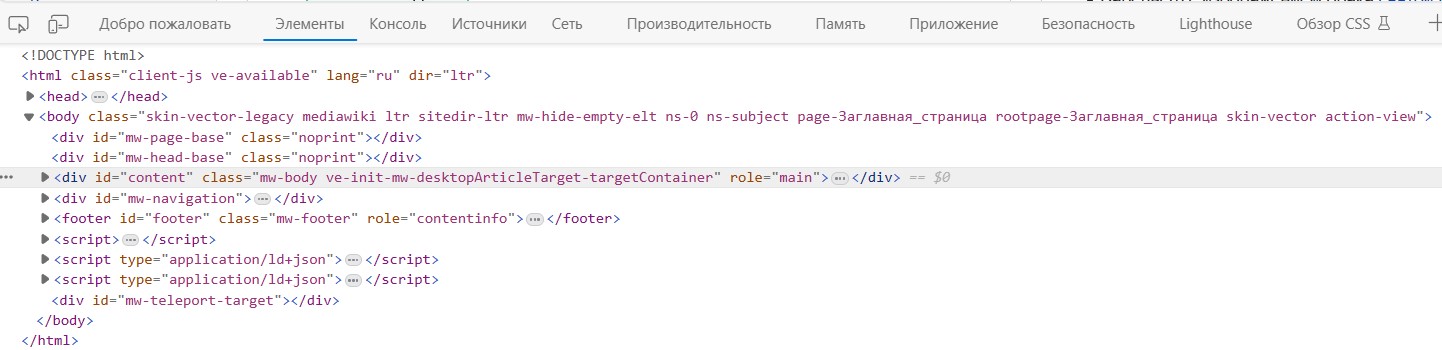 Добро пожаловать Элементы Консоль Источники Сеть Производительность Память Приложение Безопасность Lighthouse Обзор CSS
<!DOCTYPE html>
<html class="client-js ve-available" lang="ru" dir="ltr">
<head> ⋯ </head>
<body class="skin-vector-legacy mediawiki ltr sitedir-ltr mw-hide-empty-elt ns-0 ns-subject page-Заглавная_страница rootpage-Заглавная_страница skin-vector action-view">
<div id="mw-page-base" class="noprint"></div>
<div id="mw-head-base" class="noprint"></div>
<div id="content" class="mw-body ve-init-mw-desktopArticleTarget-targetContainer" role="main"> ⋯ </div> == $0
<div id="mw-navigation"> ⋯ </div>
<footer id="footer" class="mw-footer" role="contentinfo"> ⋯ </footer>
<script> ⋯ </script>
<script type="application/ld+json"> ⋯ </script>
<script type="application/ld+json"> ⋯ </script>
<div id="mw-teleport-target"></div>
</body>
</html>